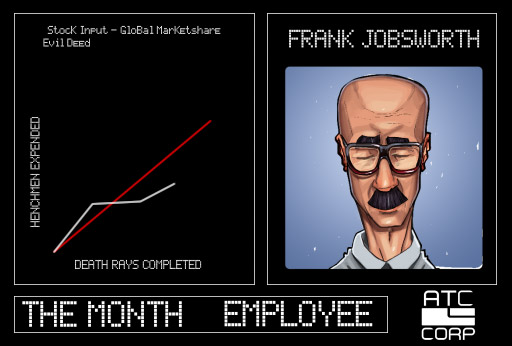 Stock Input - Global Marketshare
Evil Deed
HENCHMEN EXPENDED
DEATH RAYS COMPLETED
FRANK JOBSWORTH
THE MONTH EMPLOYEE
ATC
CORP